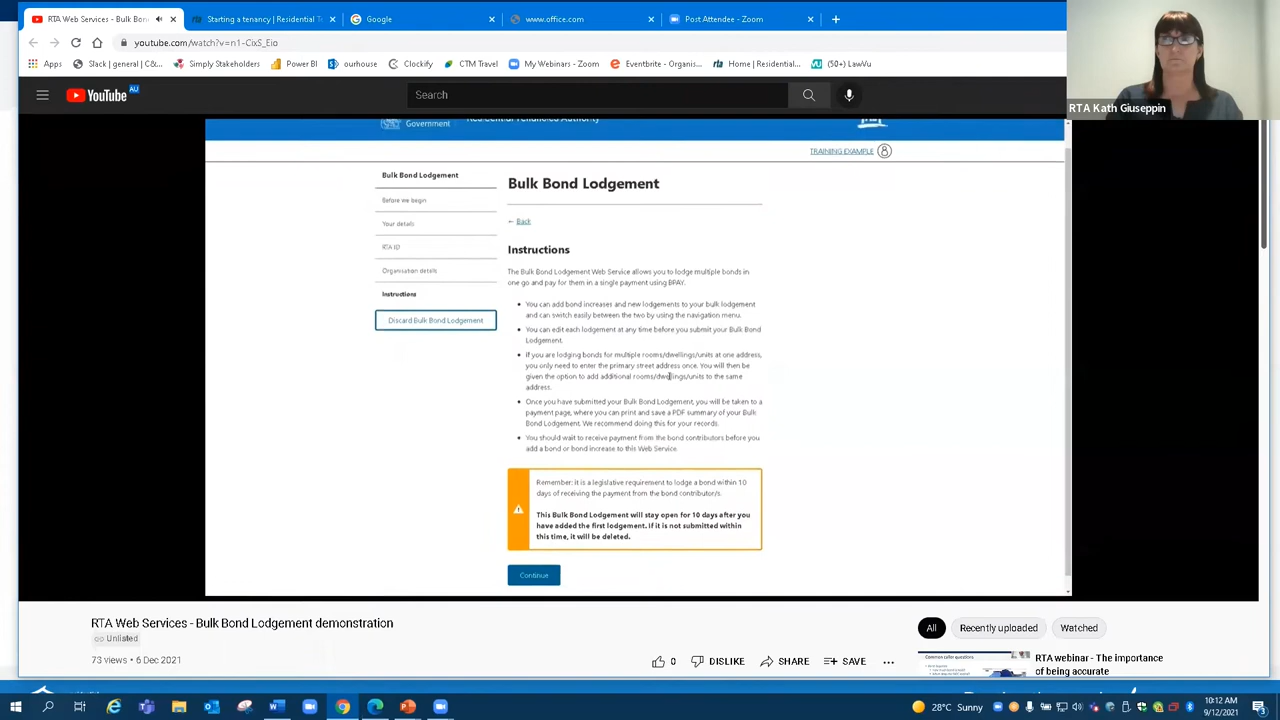 RTA Web Services - Bulk Bon
Starting a tenancy | Residential Te
Google
www.office.com
Post Attendee - Zoom
youtube.com/watch?v=n1-CixS_Eio
Apps
Slack | general | C&...
Simply Stakeholders
Power BI
ourhouse
Clockify
CTM Travel
My Webinars - Zoom
Eventbrite - Organis...
Home | Residential...
(50+) LawVu
RTA Kath Giuseppin
YouTube AU
Search
Government
Residential Tenancies Authority
TRAINING EXAMPLE
Bulk Bond Lodgement
Before we begin
Your details
RTA ID
Organisation details
Instructions
Discard Bulk Bond Lodgement
Bulk Bond Lodgement
← Back
Instructions
The Bulk Bond Lodgement Web Service allows you to lodge multiple bonds in
one go and pay for them in a single payment using BPAY.
You can add bond increases and new lodgements to your bulk lodgement
and can switch easily between the two by using the navigation menu.
You can edit each lodgement at any time before you submit your Bulk Bond
Lodgement.
If you are lodging bonds for multiple rooms/dwellings/units at one address,
you only need to enter the primary street address once. You will then be
given the option to add additional rooms/dwellings/units to the same
address.
Once you have submitted your Bulk Bond Lodgement, you will be taken to a
payment page, where you can print and save a PDF summary of your Bulk
Bond Lodgement. We recommend doing this for your records.
You should wait to receive payment from the bond contributors before you
add a bond or bond increase to this Web Service.
Remember: it is a legislative requirement to lodge a bond within 10
days of receiving the payment from the bond contributor/s.
This Bulk Bond Lodgement will stay open for 10 days after you
have added the first lodgement. If it is not submitted within
this time, it will be deleted.
Continue
RTA Web Services - Bulk Bond Lodgement demonstration
Unlisted
73 views • 6 Dec 2021
0
DISLIKE
SHARE
SAVE
All
Recently uploaded
Watched
Common caller questions
RTA webinar - The importance
of being accurate
28°C Sunny
10:12 AM
9/12/2021